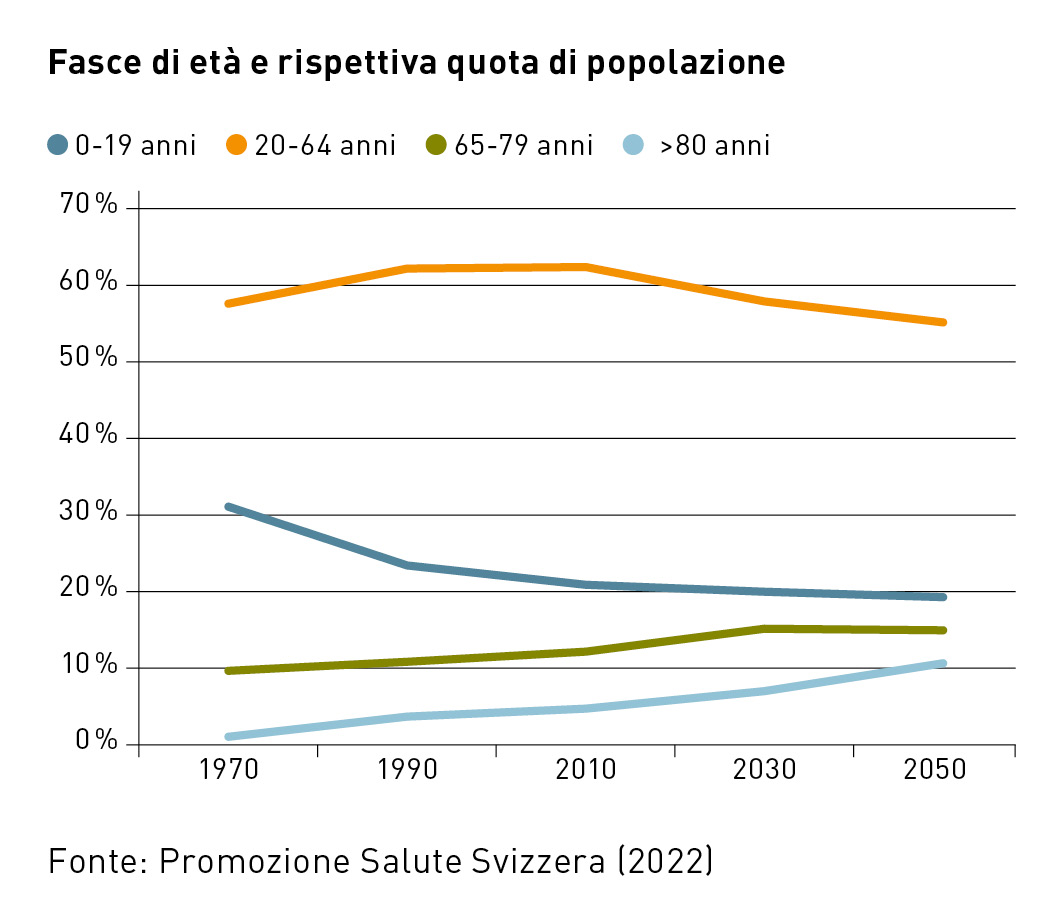 Fasce di età e rispettiva quota di popolazione
0-19 anni 20-64 anni 65-79 anni >80 anni
70 %
60 %
50 %
40 %
30 %
20 %
10 %
0 %
1970 1990 2010 2030 2050
Fonte: Promozione Salute Svizzera (2022)